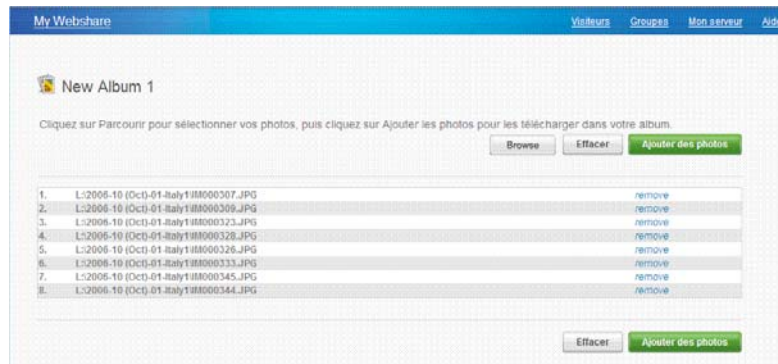 My Webshare Visiteurs Groupes Mon serveur Aide
New Album 1
Cliquez sur Parcourir pour sélectionner vos photos, puis cliquez sur Ajouter les photos pour les télécharger dans votre album.
Browse Effacer Ajouter des photos
1. L:\2006-10 (Oct)-01-Italy1\IM000307.JPG remove
2. L:\2006-10 (Oct)-01-Italy1\IM000309.JPG remove
3. L:\2006-10 (Oct)-01-Italy1\IM000323.JPG remove
4. L:\2006-10 (Oct)-01-Italy1\IM000328.JPG remove
5. L:\2006-10 (Oct)-01-Italy1\IM000326.JPG remove
6. L:\2006-10 (Oct)-01-Italy1\IM000333.JPG remove
7. L:\2006-10 (Oct)-01-Italy1\IM000345.JPG remove
8. L:\2006-10 (Oct)-01-Italy1\IM000344.JPG remove
Effacer Ajouter des photos